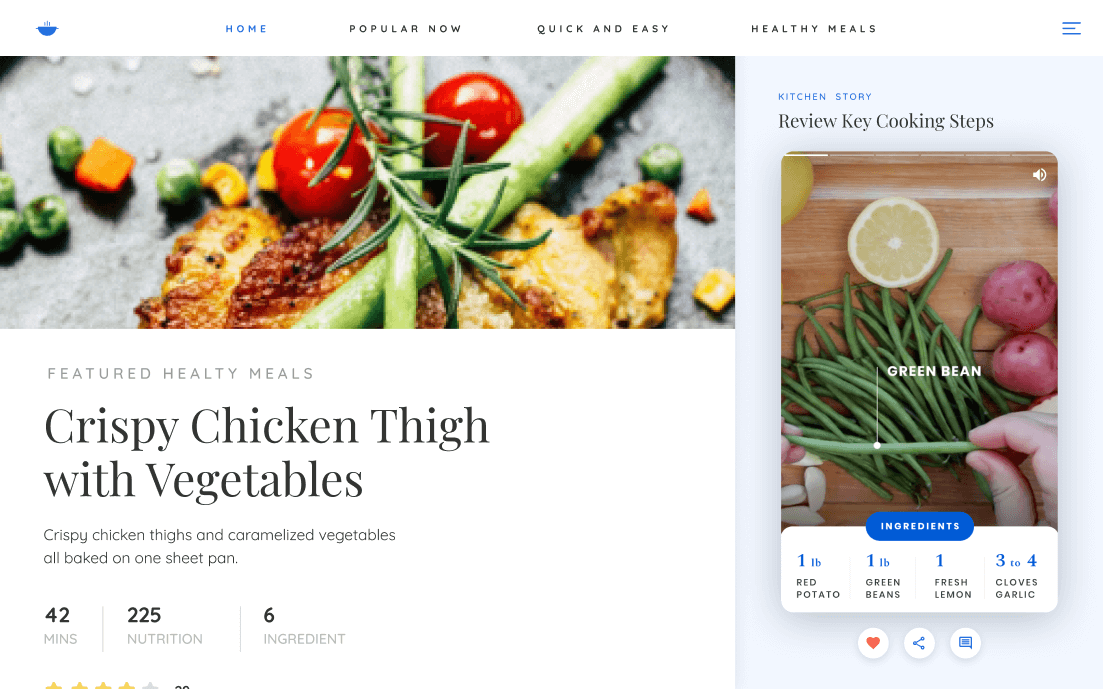 HOME
POPULAR NOW
QUICK AND EASY
HEALTHY MEALS
FEATURED HEALTY MEALS
Crispy Chicken Thigh
with Vegetables
Crispy chicken thighs and caramelized vegetables
all baked on one sheet pan.
42
MINS
225
NUTRITION
6
INGREDIENT
KITCHEN STORY
Review Key Cooking Steps
GREEN BEAN
INGREDIENTS
1 lb
RED
POTATO
1 lb
GREEN
BEANS
1
FRESH
LEMON
3 to 4
CLOVES
GARLIC